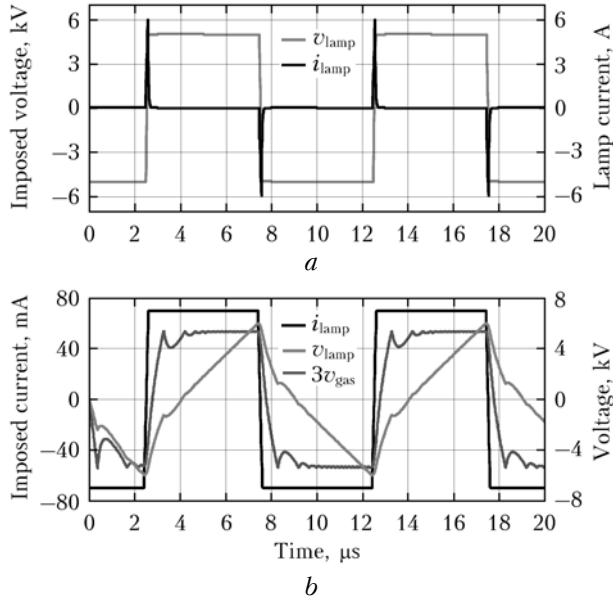 Imposed voltage, kV
6
3
0
−3
−6
v_lamp
i_lamp
6
3
0
−3
−6
Lamp current, A
0 2 4 6 8 10 12 14 16 18 20
a
Imposed current, mA
80
40
0
−40
−80
i_lamp
v_lamp
3v_gas
8
4
0
−4
−8
Voltage, kV
0 2 4 6 8 10 12 14 16 18 20
Time, μs
b